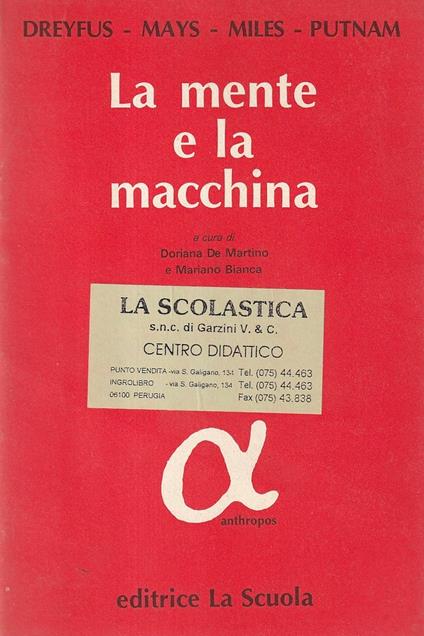 DREYFUS - MAYS - MILES - PUTNAM
La mente
e la
macchina
a cura di
Doriana De Martino
e Mariano Bianca
LA SCOLASTICA
s.n.c. di Garzini V. & C.
CENTRO DIDATTICO
PUNTO VENDITA -via S. Galigano, 134 Tel. (075) 44.463
INGROLIBRO -via S. Galigano, 134 Tel. (075) 44.463
06100 PERUGIA Fax (075) 43.838
α
anthropos
editrice La Scuola